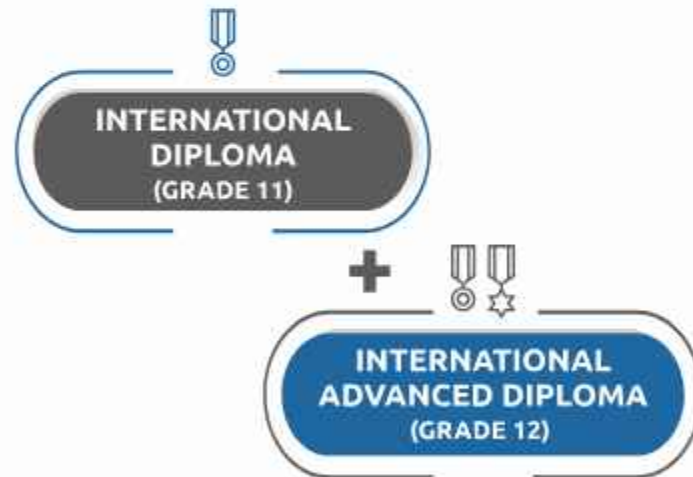 INTERNATIONAL
DIPLOMA
(GRADE 11)
+
INTERNATIONAL
ADVANCED DIPLOMA
(GRADE 12)